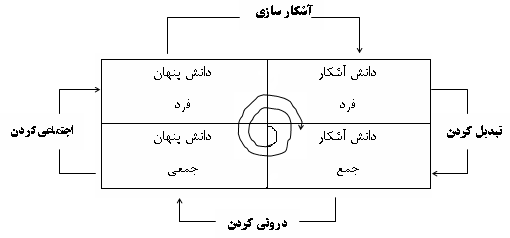 آشکار سازی
دانش آشکار
فرد
دانش پنهان
فرد
تبدیل کردن
اجتماعی کردن
دانش آشکار
جمع
دانش پنهان
جمعی
درونی کردن